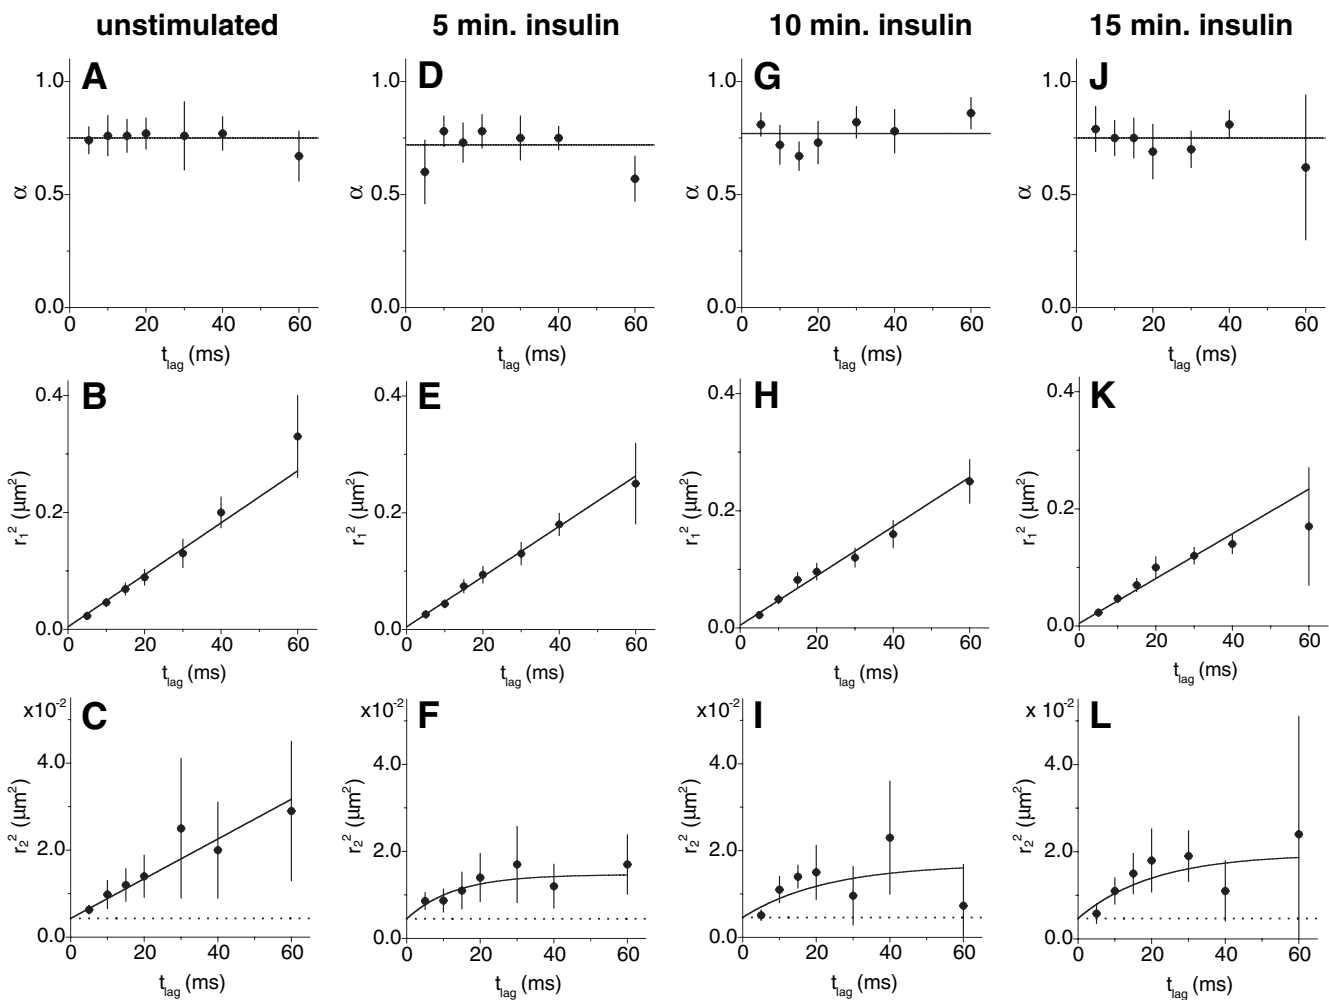 unstimulated 5 min. insulin 10 min. insulin 15 min. insulin
A D G J
1.0 1.0 1.0 1.0
α α α α
0.5 0.5 0.5 0.5
0.0 0.0 0.0 0.0
0 20 40 60 0 20 40 60 0 20 40 60 0 20 40 60
t_lag (ms) t_lag (ms) t_lag (ms) t_lag (ms)
B E H K
0.4 0.4 0.4 0.4
r₁² (μm²) r₁² (μm²) r₁² (μm²) r₁² (μm²)
0.2 0.2 0.2 0.2
0.0 0.0 0.0 0.0
0 20 40 60 0 20 40 60 0 20 40 60 0 20 40 60
t_lag (ms) t_lag (ms) t_lag (ms) t_lag (ms)
x10⁻² C x10⁻² F x10⁻² I x 10⁻² L
4.0 4.0 4.0 4.0
r₂² (μm²) r₂² (μm²) r₂² (μm²) r₂² (μm²)
2.0 2.0 2.0 2.0
0.0 0.0 0.0 0.0
0 20 40 60 0 20 40 60 0 20 40 60 0 20 40 60
t_lag (ms) t_lag (ms) t_lag (ms) t_lag (ms)